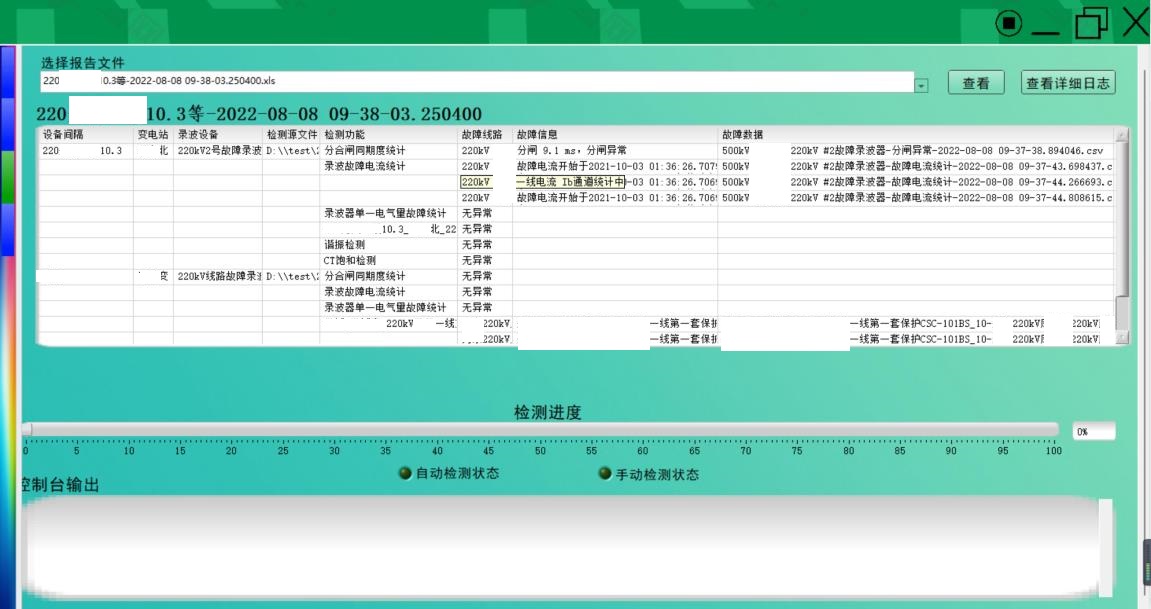 选择报告文件
220 10.3等-2022-08-08 09-38-03.250400.xls 查看 查看详细日志
220 10.3等-2022-08-08 09-38-03.250400
设备间隔 变电站 录波设备 检测源文件 检测功能 故障线路 故障信息 故障数据
220 10.3 北 220kV2号故障录波 D:\\test\ 分合闸同期度统计 220kV 分闸 9.1 ms,分闸异常 500kV 220kV #2故障录波器-分闸异常-2022-08-08 09-37-38.894046.csv
录波故障电流统计 220kV 故障电流开始于2021-10-03 01:36:26.707 500kV 220kV #2故障录波器-故障电流统计-2022-08-08 09-37-43.698437.c
220kV 一线电流 Ib通道统计中 -03 01:36:26.706 500kV 220kV #2故障录波器-故障电流统计-2022-08-08 09-37-44.266693.c
220kV 故障电流开始于2021-10-03 01:36:26.706 500kV 220kV #2故障录波器-故障电流统计-2022-08-08 09-37-44.808615.c
录波器单一电气量故障统计 无异常
10.3_ 北_22 无异常
谐振检测 无异常
CT饱和检测 无异常
变 220kV线路故障录 D:\\test\ 分合闸同期度统计 无异常
录波故障电流统计 无异常
录波器单一电气量故障统计 无异常
220kV 一线 220kV 一线第一套保护 一线第一套保护CSC-101BS_10- 220kV 220kV
220kV 一线第一套保护 一线第一套保护CSC-101BS_10- 220kV 220kV
检测进度
0%
0 5 10 15 20 25 30 35 40 45 50 55 60 65 70 75 80 85 90 95 100
自动检测状态 手动检测状态
控制台输出